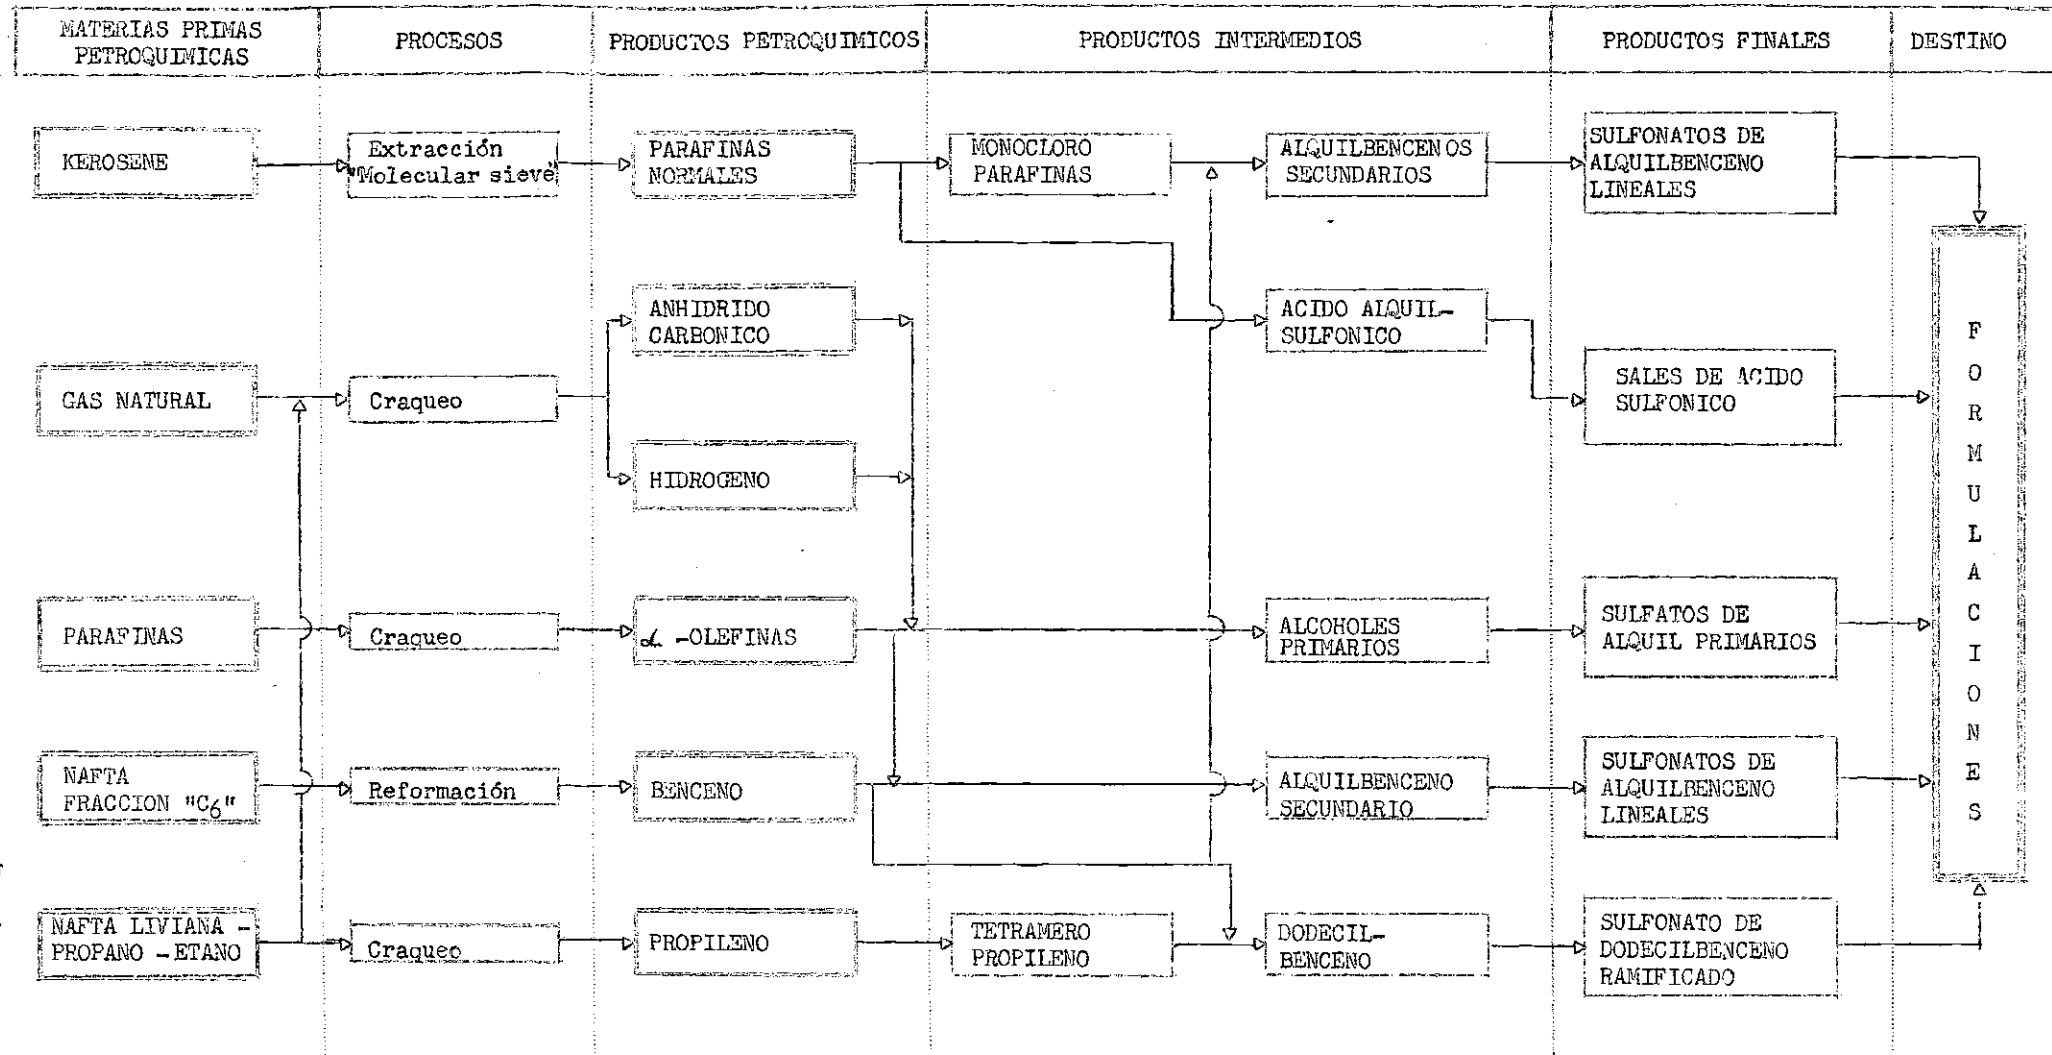 MATERIAS PRIMAS
PETROQUIMICAS
PROCESOS
PRODUCTOS PETROQUIMICOS
PRODUCTOS INTERMEDIOS
PRODUCTOS FINALES
DESTINO
KEROSENE
Extracción
"Molecular sieve"
PARAFINAS
NORMALES
MONOCLORO
PARAFINAS
ALQUILBENCENOS
SECUNDARIOS
SULFONATOS DE
ALQUILBENCENO
LINEALES
ANHIDRIDO
CARBONICO
ACIDO ALQUIL-
SULFONICO
GAS NATURAL
Craqueo
SALES DE ACIDO
SULFONICO
HIDROGENO
PARAFINAS
Craqueo
α -OLEFINAS
ALCOHOLES
PRIMARIOS
SULFATOS DE
ALQUIL PRIMARIOS
NAFTA
FRACCION "C6"
Reformación
BENCENO
ALQUILBENCENO
SECUNDARIO
SULFONATOS DE
ALQUILBENCENO
LINEALES
NAFTA LIVIANA -
PROPANO - ETANO
Craqueo
PROPILENO
TETRAMERO
PROPILENO
DODECIL-
BENCENO
SULFONATO DE
DODECILBENCENO
RAMIFICADO
F
O
R
M
U
L
A
C
I
O
N
E
S